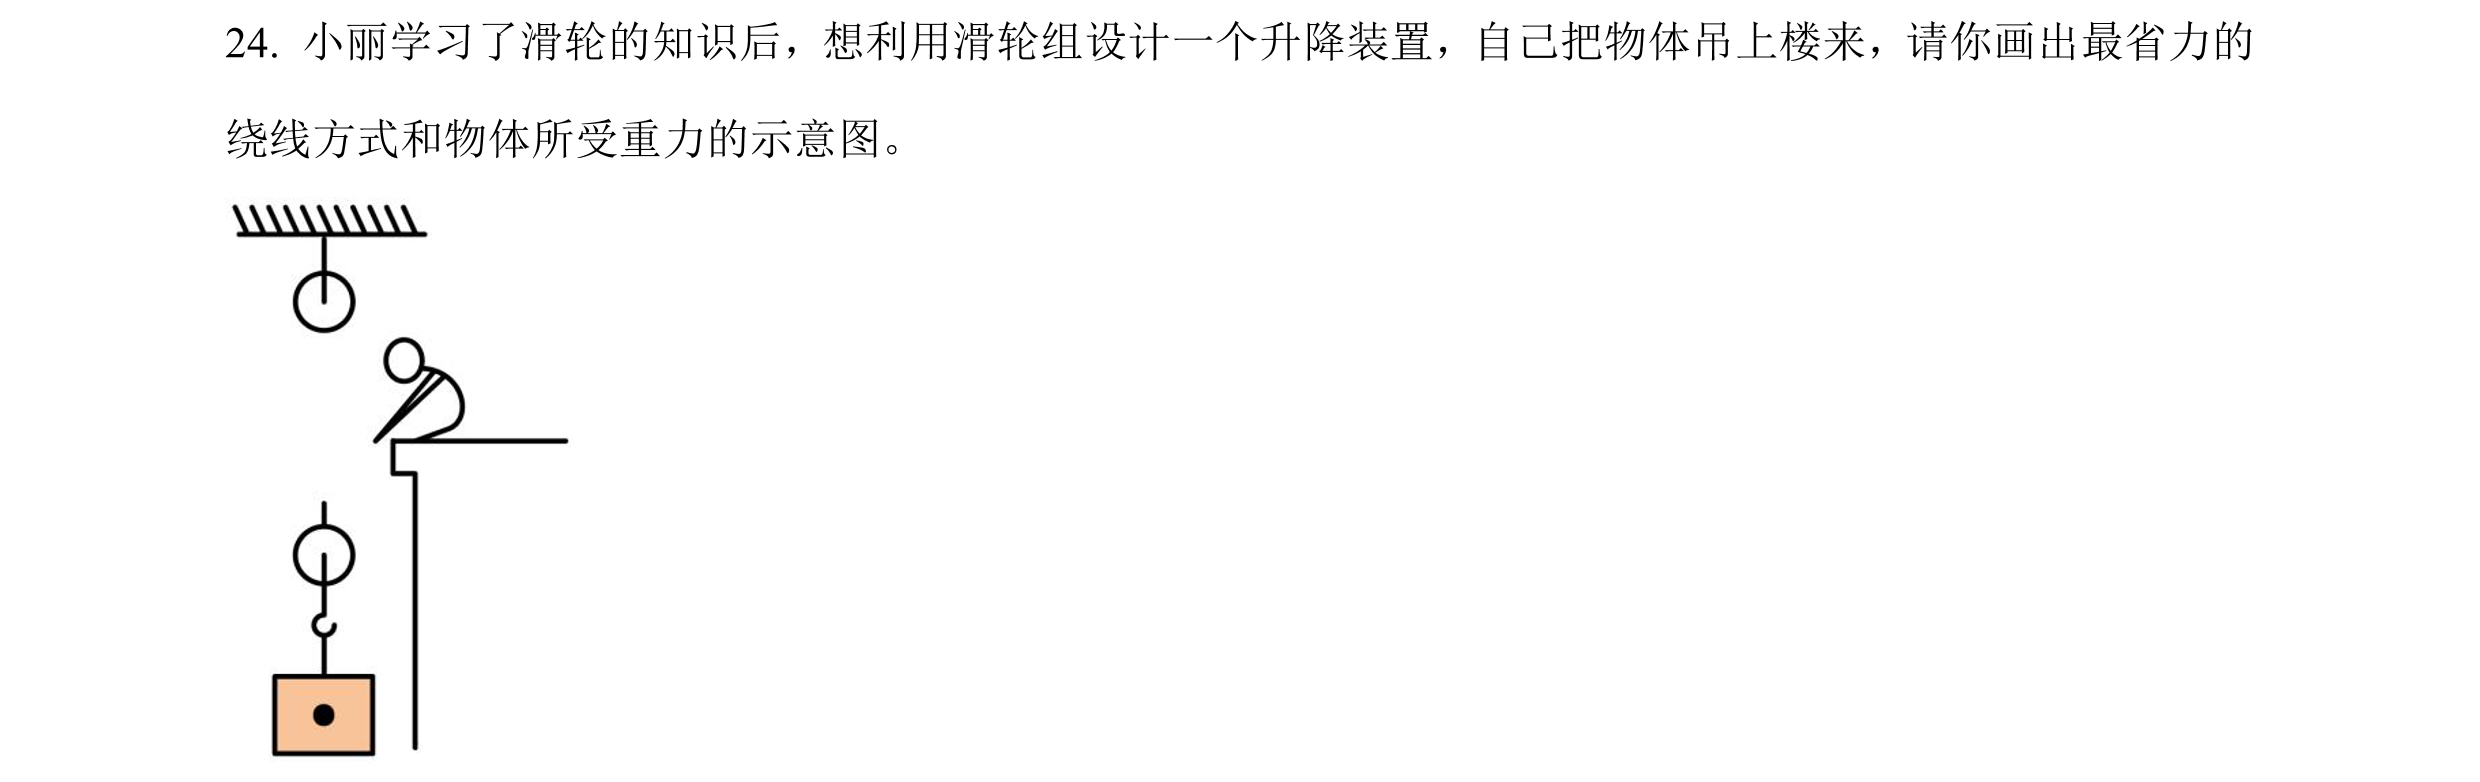 24. 小丽学习了滑轮的知识后，想利用滑轮组设计一个升降装置，自己把物体吊上楼来，请你画出最省力的
绕线方式和物体所受重力的示意图。